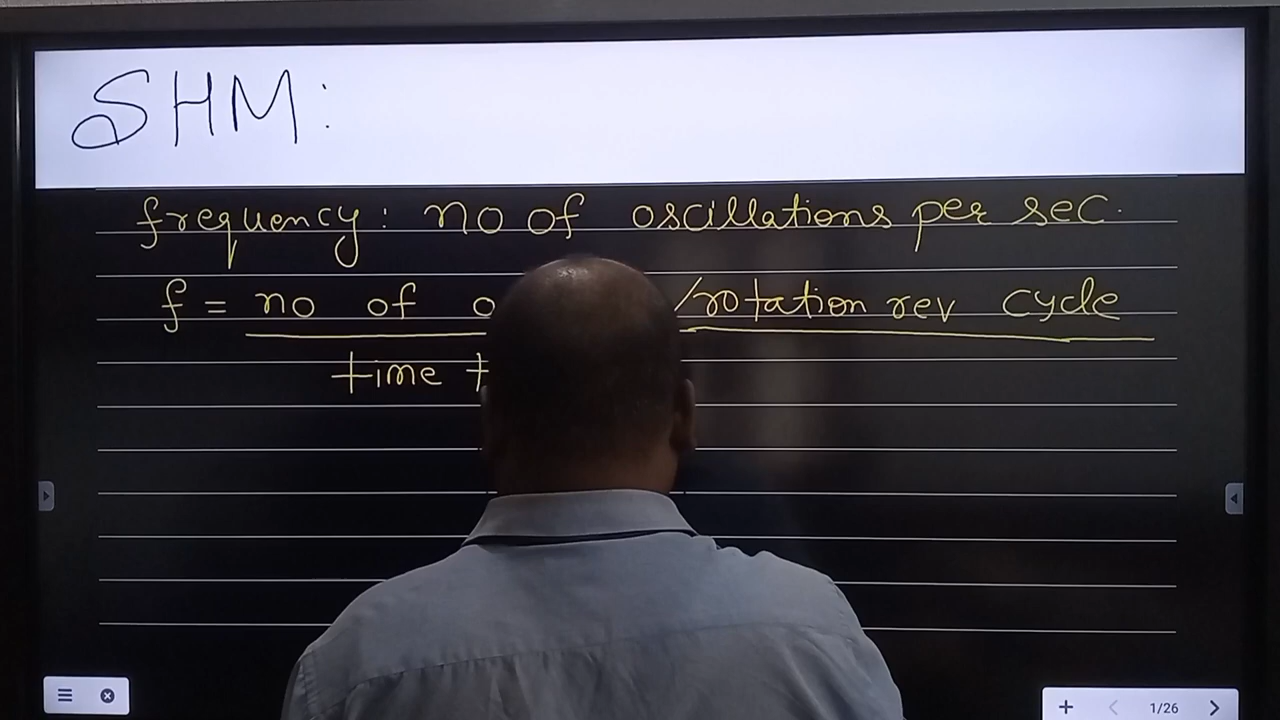 SHM:
frequency: no of oscillations per sec.
f = no of /rotation rev cycle
time
1/26